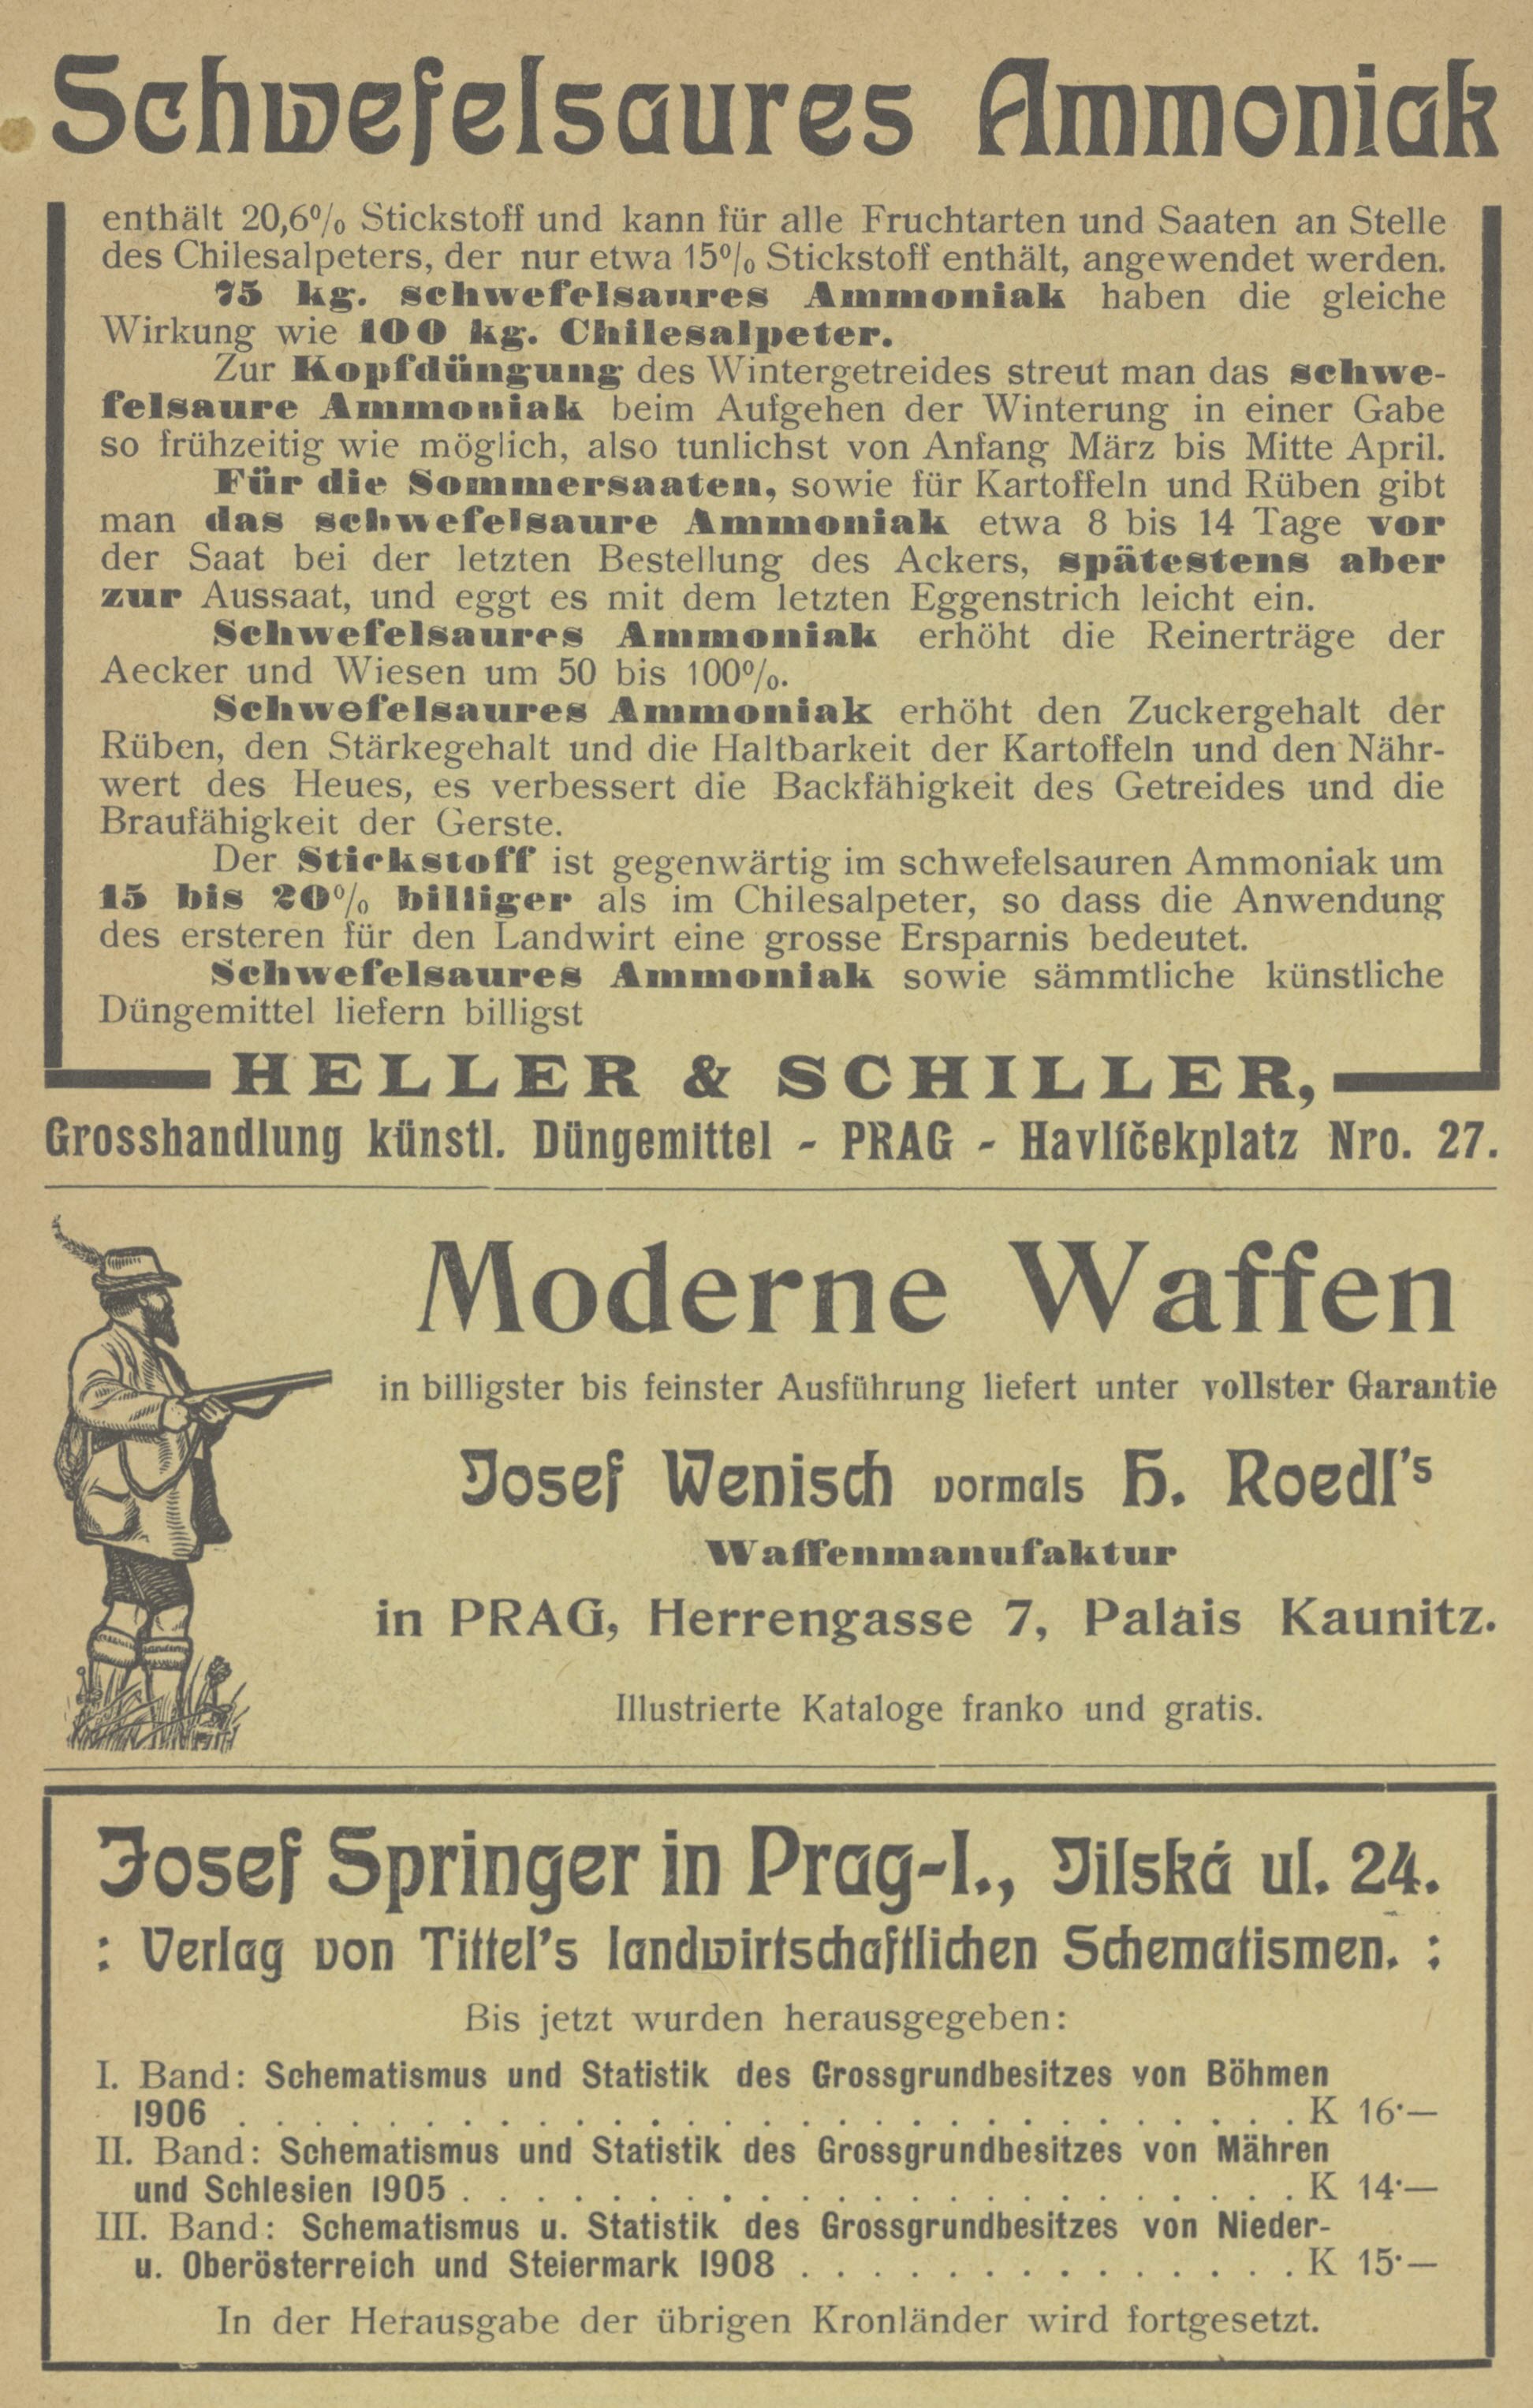 Schwefelsaures Ammoniak
enthält 20,6% Stickstoff und kann für alle Fruchtarten und Saaten an Stelle
des Chilesalpeters, der nur etwa 15% Stickstoff enthält, angewendet werden.
75 kg. schwefelsaures Ammoniak haben die gleiche
Wirkung wie 100 kg. Chilesalpeter.
Zur Kopfdüngung des Wintergetreides streut man das schwe-
felsaure Ammoniak beim Aufgehen der Winterung in einer Gabe
so frühzeitig wie möglich, also tunlichst von Anfang März bis Mitte April.
Für die Sommersaaten, sowie für Kartoffeln und Rüben gibt
man das schwefelsaure Ammoniak etwa 8 bis 14 Tage vor
der Saat bei der letzten Bestellung des Ackers, spätestens aber
zur Aussaat, und eggt es mit dem letzten Eggenstrich leicht ein.
Schwefelsaures Ammoniak erhöht die Reinerträge der
Aecker und Wiesen um 50 bis 100%.
Schwefelsaures Ammoniak erhöht den Zuckergehalt der
Rüben, den Stärkegehalt und die Haltbarkeit der Kartoffeln und den Nähr-
wert des Heues, es verbessert die Backfähigkeit des Getreides und die
Braufähigkeit der Gerste.
Der Stickstoff ist gegenwärtig im schwefelsauren Ammoniak um
15 bis 20% billiger als im Chilesalpeter, so dass die Anwendung
des ersteren für den Landwirt eine grosse Ersparnis bedeutet.
Schwefelsaures Ammoniak sowie sämmtliche künstliche
Düngemittel liefern billigst
HELLER & SCHILLER,
Grosshandlung künstl. Düngemittel - PRAG - Havlíčekplatz Nro. 27.
Moderne Waffen
in billigster bis feinster Ausführung liefert unter vollster Garantie
Josef Wenisch vormals H. Roedl's
Waffenmanufaktur
in PRAG, Herrengasse 7, Palais Kaunitz.
Illustrierte Kataloge franko und gratis.
Josef Springer in Prag-I., Jilská ul. 24.
: Verlag von Tittel's landwirtschaftlichen Schematismen. :
Bis jetzt wurden herausgegeben:
I. Band: Schematismus und Statistik des Grossgrundbesitzes von Böhmen
1906 . . . . . . . . . . . . . . . . . . . . . . . . . . . . . K 16·—
II. Band: Schematismus und Statistik des Grossgrundbesitzes von Mähren
und Schlesien 1905 . . . . . . . . . . . . . . . . . . . . . . . K 14·—
III. Band: Schematismus u. Statistik des Grossgrundbesitzes von Nieder-
u. Oberösterreich und Steiermark 1908 . . . . . . . . . . . . . . K 15·—
In der Herausgabe der übrigen Kronländer wird fortgesetzt.